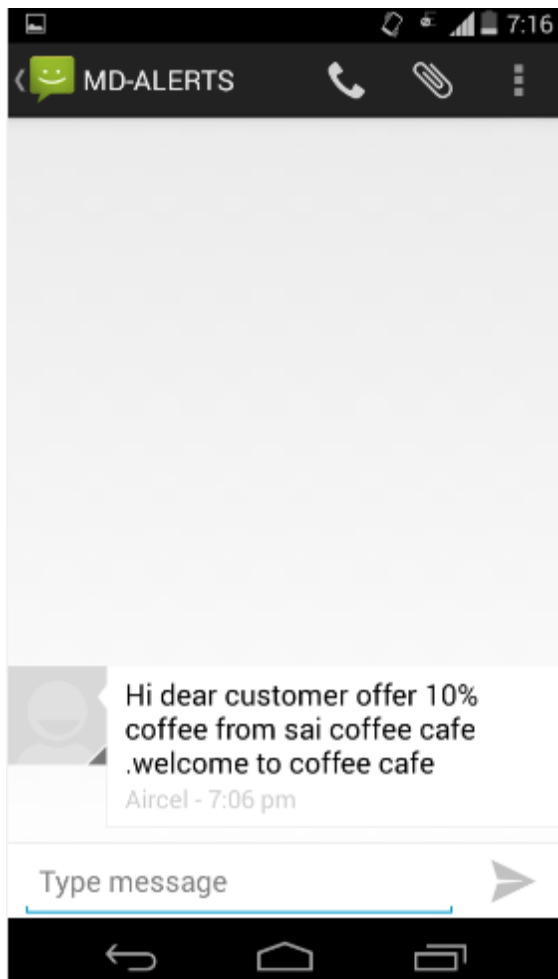 7:16
MD-ALERTS
Hi dear customer offer 10%
coffee from sai coffee cafe
.welcome to coffee cafe
Aircel - 7:06 pm
Type message